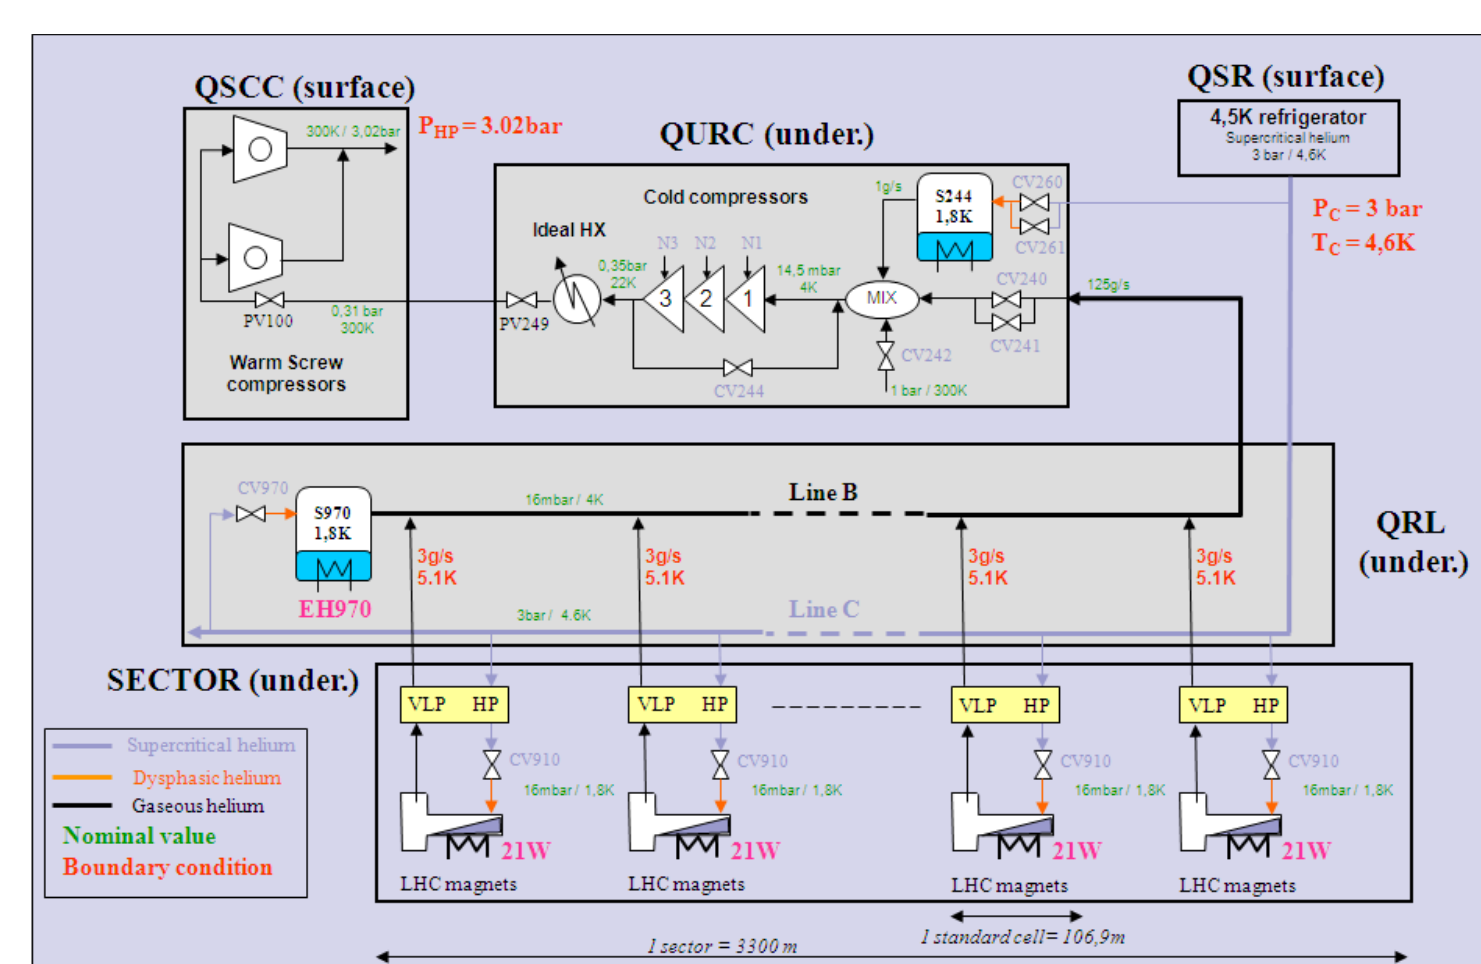 QSCC (surface)
300K / 3,02bar
PHP = 3.02bar
PV100
0,31 bar
300K
Warm Screw
compressors
QURC (under.)
Cold compressors
Ideal HX
0,35bar
22K
N3
N2
N1
3
2
1
14,5 mbar
4K
1g/s
S244
1,8K
MIX
PV249
CV244
CV242
1 bar / 300K
CV260
CV261
CV240
CV241
125g/s
QSR (surface)
4,5K refrigerator
Supercritical helium
3 bar / 4,6K
PC = 3 bar
TC = 4,6K
CV970
S970
1,8K
EH970
16mbar / 4K
Line B
3g/s
5.1K
3g/s
5.1K
3g/s
5.1K
3g/s
5.1K
3bar / 4.6K
Line C
QRL
(under.)
SECTOR (under.)
VLP HP
VLP HP
VLP HP
VLP HP
CV910
CV910
CV910
CV910
16mbar / 1,8K
16mbar / 1,8K
16mbar / 1,8K
16mbar / 1,8K
21W
21W
21W
21W
LHC magnets
LHC magnets
LHC magnets
LHC magnets
Supercritical helium
Dysphasic helium
Gaseous helium
Nominal value
Boundary condition
1 standard cell= 106,9m
1 sector = 3300 m